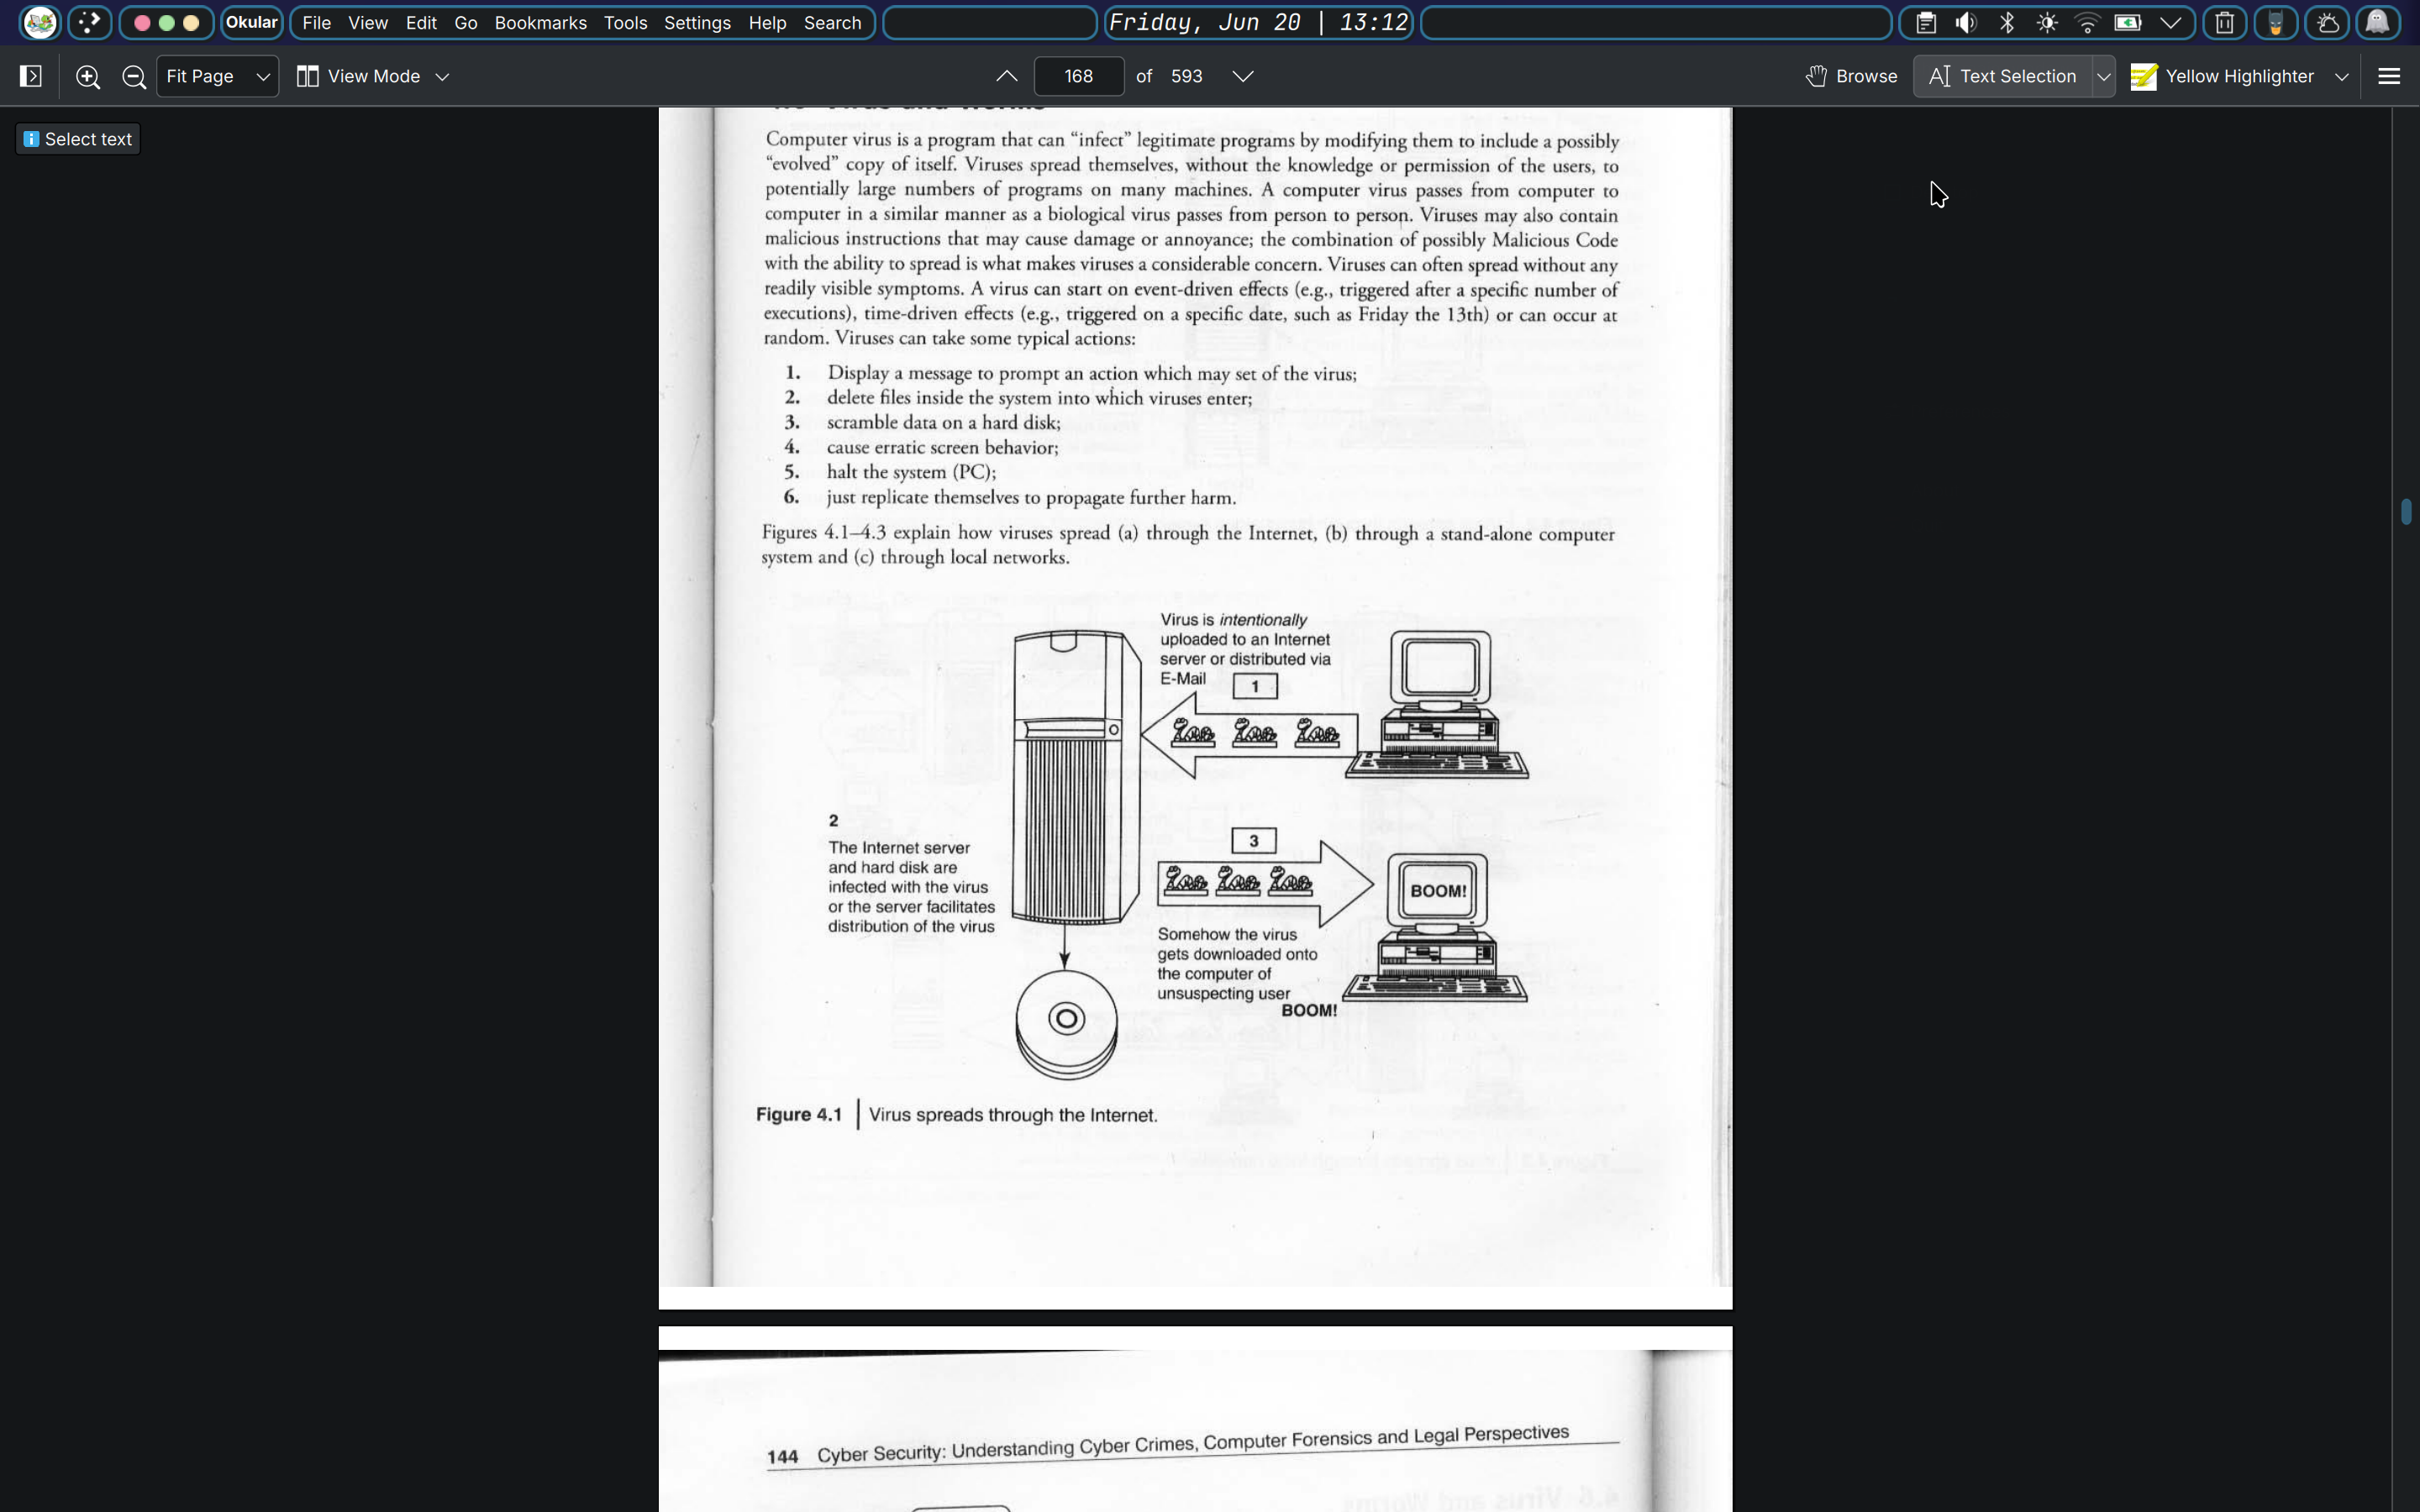 Okular File View Edit Go Bookmarks Tools Settings Help Search Friday, Jun 20 | 13:12
Fit Page View Mode 168 of 593 Browse Text Selection Yellow Highlighter
Select text
Computer virus is a program that can “infect” legitimate programs by modifying them to include a possibly
“evolved” copy of itself. Viruses spread themselves, without the knowledge or permission of the users, to
potentially large numbers of programs on many machines. A computer virus passes from computer to
computer in a similar manner as a biological virus passes from person to person. Viruses may also contain
malicious instructions that may cause damage or annoyance; the combination of possibly Malicious Code
with the ability to spread is what makes viruses a considerable concern. Viruses can often spread without any
readily visible symptoms. A virus can start on event-driven effects (e.g., triggered after a specific number of
executions), time-driven effects (e.g., triggered on a specific date, such as Friday the 13th) or can occur at
random. Viruses can take some typical actions:
1. Display a message to prompt an action which may set of the virus;
2. delete files inside the system into which viruses enter;
3. scramble data on a hard disk;
4. cause erratic screen behavior;
5. halt the system (PC);
6. just replicate themselves to propagate further harm.
Figures 4.1–4.3 explain how viruses spread (a) through the Internet, (b) through a stand-alone computer
system and (c) through local networks.
Virus is intentionally
uploaded to an Internet
server or distributed via
E-Mail
1
2
The Internet server
and hard disk are
infected with the virus
or the server facilitates
distribution of the virus
3
BOOM!
Somehow the virus
gets downloaded onto
the computer of
unsuspecting user
BOOM!
Figure 4.1 | Virus spreads through the Internet.
144 Cyber Security: Understanding Cyber Crimes, Computer Forensics and Legal Perspectives